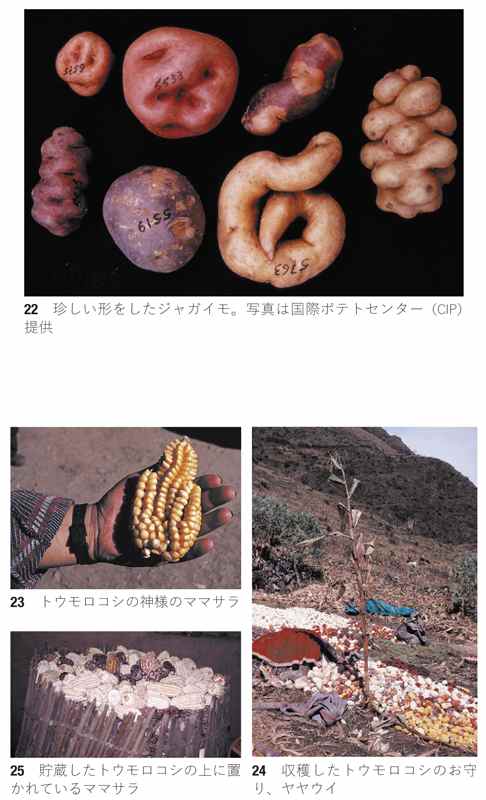 5675
5519
5763
22 珍しい形をしたジャガイモ。写真は国際ポテトセンター (CIP)
提供
23 トウモロコシの神様のママサラ
25 貯蔵したトウモロコシの上に置
かれているママサラ
24 収穫したトウモロコシのお守
り、ヤヤウイ